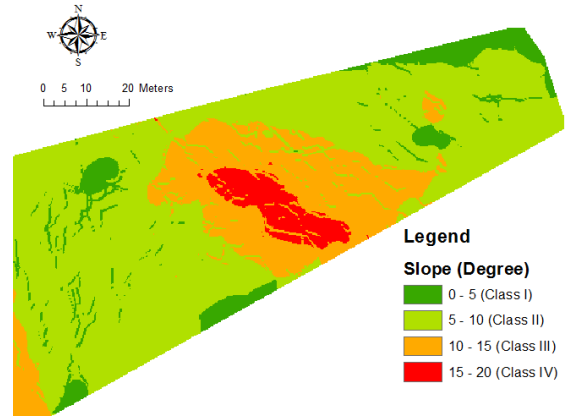 N
W E
S
0 5 10 20 Meters
Legend
Slope (Degree)
0 - 5 (Class I)
5 - 10 (Class II)
10 - 15 (Class III)
15 - 20 (Class IV)